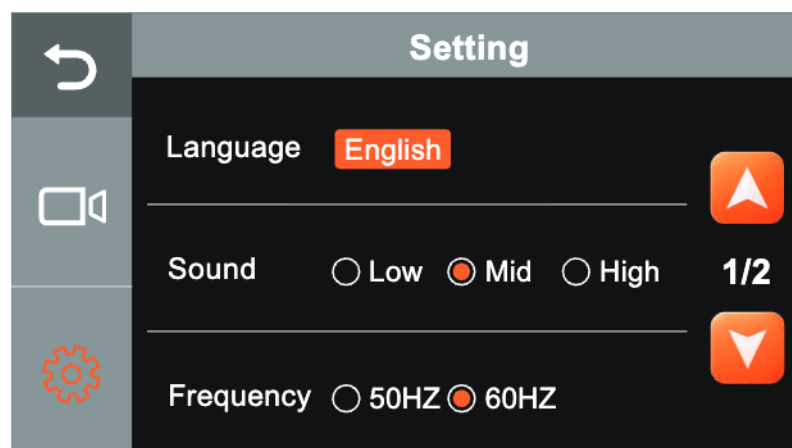 Setting
Language English
Sound Low Mid High 1/2
Frequency 50HZ 60HZ